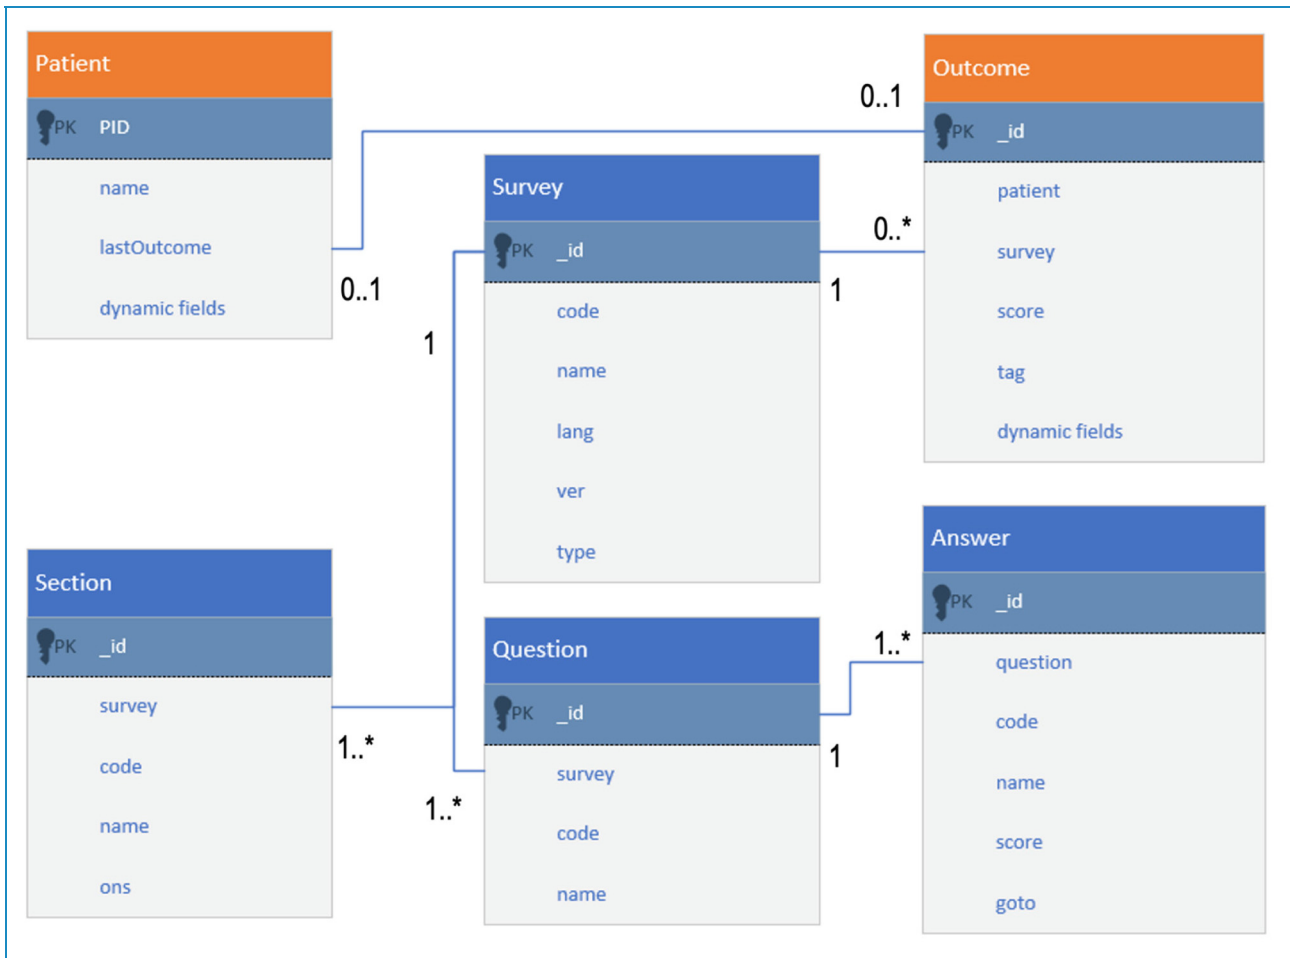 Patient
PK PID
name
lastOutcome
dynamic fields
0..1
0..1
Outcome
PK _id
patient
survey
score
tag
dynamic fields
0..*
1
Survey
PK _id
code
name
lang
ver
type
1
Section
PK _id
survey
code
name
ons
1..*
1..*
Question
PK _id
survey
code
name
1
1..*
Answer
PK _id
question
code
name
score
goto